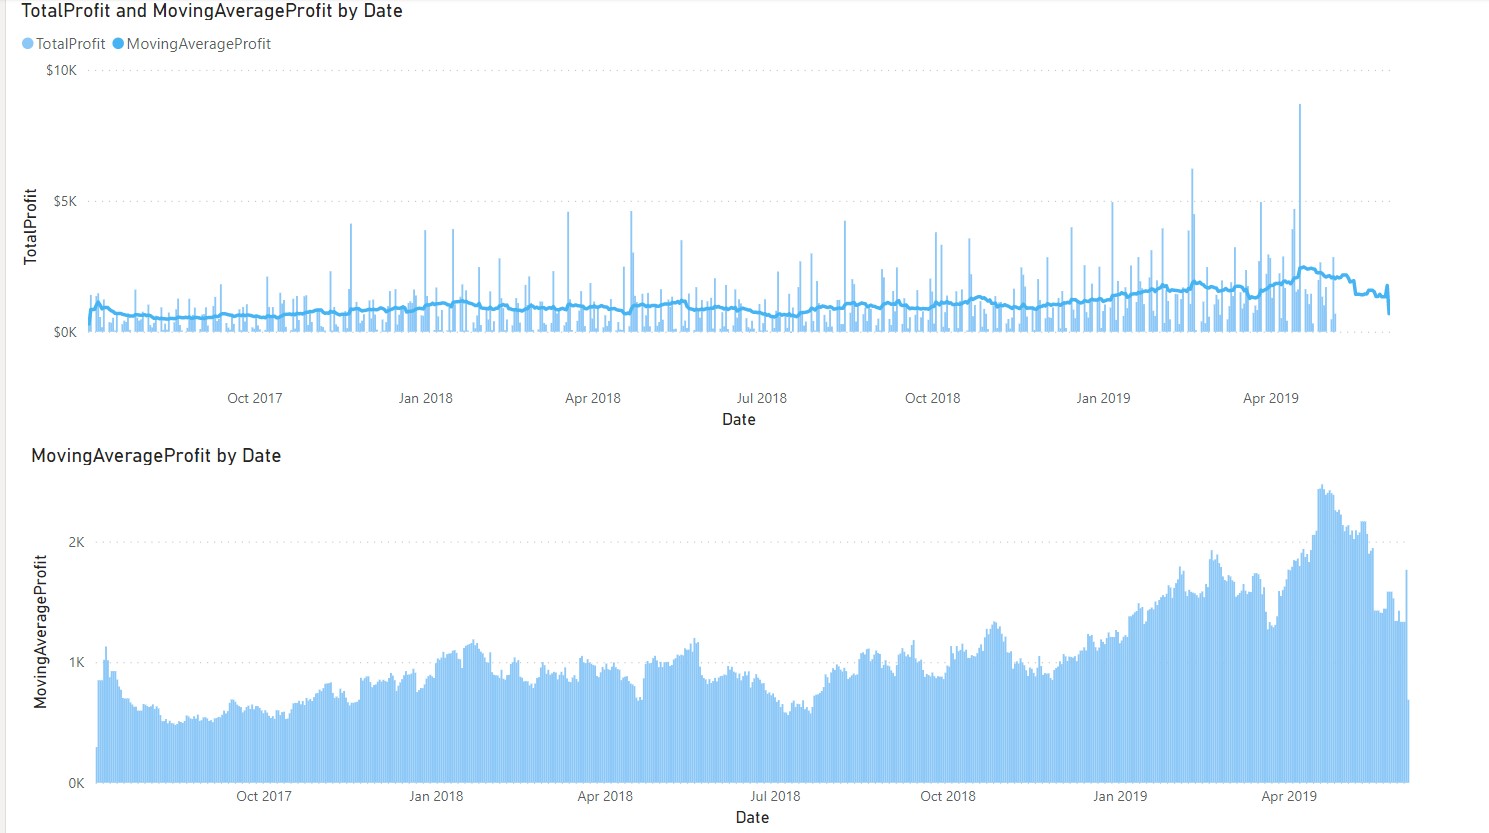 TotalProfit and MovingAverageProfit by Date
TotalProfit MovingAverageProfit
$10K
$5K
$0K
TotalProfit
Oct 2017 Jan 2018 Apr 2018 Jul 2018 Oct 2018 Jan 2019 Apr 2019
Date
MovingAverageProfit by Date
2K
1K
0K
MovingAverageProfit
Oct 2017 Jan 2018 Apr 2018 Jul 2018 Oct 2018 Jan 2019 Apr 2019
Date